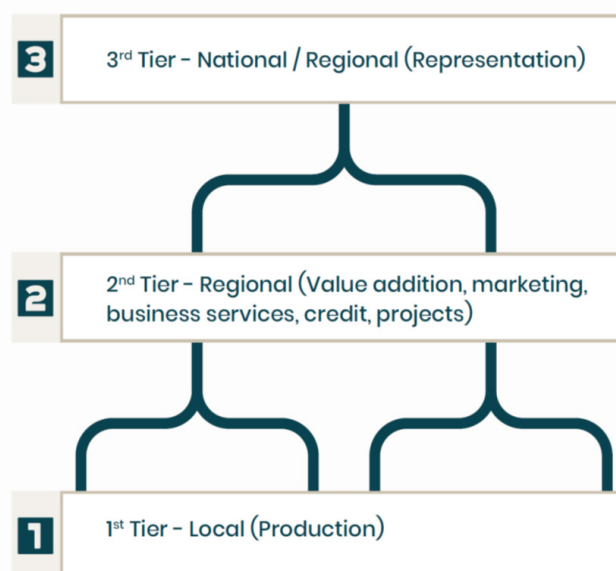 3
3rd Tier – National / Regional (Representation)
2
2nd Tier – Regional (Value addition, marketing,
business services, credit, projects)
1
1st Tier – Local (Production)